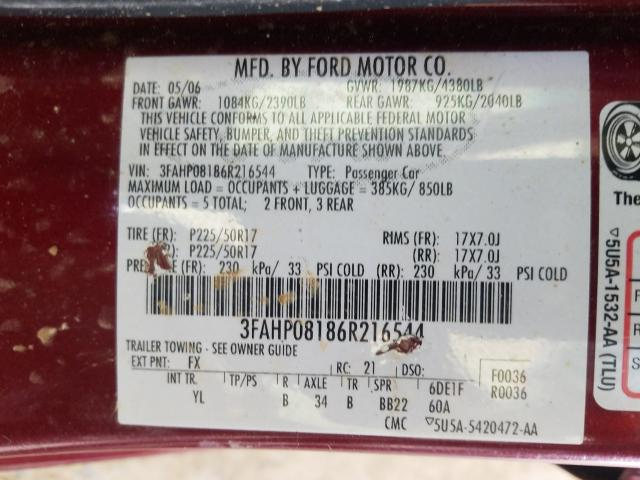 MFD. BY FORD MOTOR CO.
DATE: 05/06 GVWR: 1987KG/4380LB
FRONT GAWR: 1084KG/2390LB REAR GAWR: 925KG/2040LB
THIS VEHICLE CONFORMS TO ALL APPLICABLE FEDERAL MOTOR
VEHICLE SAFETY, BUMPER, AND THEFT PREVENTION STANDARDS
IN EFFECT ON THE DATE OF MANUFACTURE SHOWN ABOVE.
VIN: 3FAHP08186R216544 TYPE: Passenger Car
MAXIMUM LOAD = OCCUPANTS + LUGGAGE = 385KG/ 850LB
OCCUPANTS = 5 TOTAL; 2 FRONT, 3 REAR
TIRE (FR): P225/50R17 RIMS (FR): 17X7.0J
P225/50R17 (RR): 17X7.0J
(FR): 230 kPa/ 33 PSI COLD (RR): 230 kPa/ 33 PSI COLD
3FAHP08186R216544
TRAILER TOWING - SEE OWNER GUIDE
EXT PNT: FX RC: 21 DSO: F0036
INT TR. TP/PS R AXLE TR SPR 6DE1F R0036
YL B 34 B BB22 60A
CMC ▽5U5A-5420472-AA
The
▽5U5A-1532-AA (TLU)